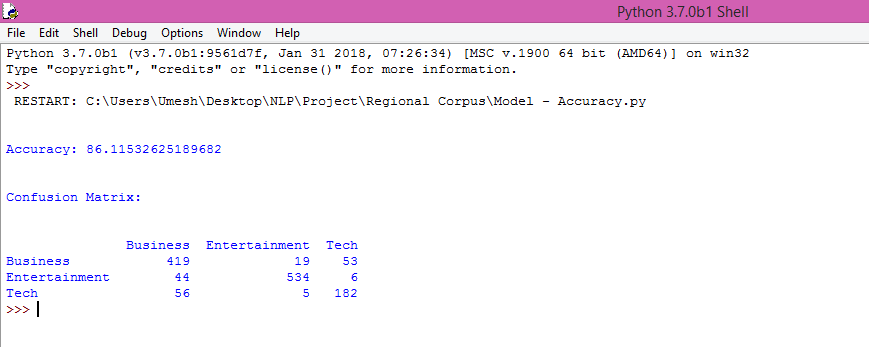 Python 3.7.0b1 Shell
File Edit Shell Debug Options Window Help
Python 3.7.0b1 (v3.7.0b1:9561d7f, Jan 31 2018, 07:26:34) [MSC v.1900 64 bit (AMD64)] on win32
Type "copyright", "credits" or "license()" for more information.
>>>
RESTART: C:\Users\Umesh\Desktop\NLP\Project\Regional Corpus\Model - Accuracy.py
Accuracy: 86.11532625189682
Confusion Matrix:
Business Entertainment Tech
Business 419 19 53
Entertainment 44 534 6
Tech 56 5 182
>>>